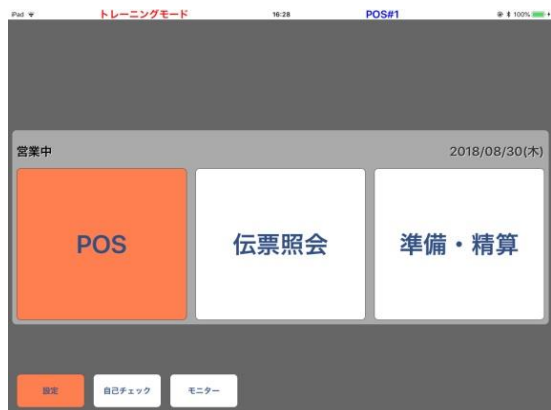 iPad トレーニングモード 16:28 POS#1 100%
営業中 2018/08/30(木)
POS 伝票照会 準備・精算
設定 自己チェック モニター